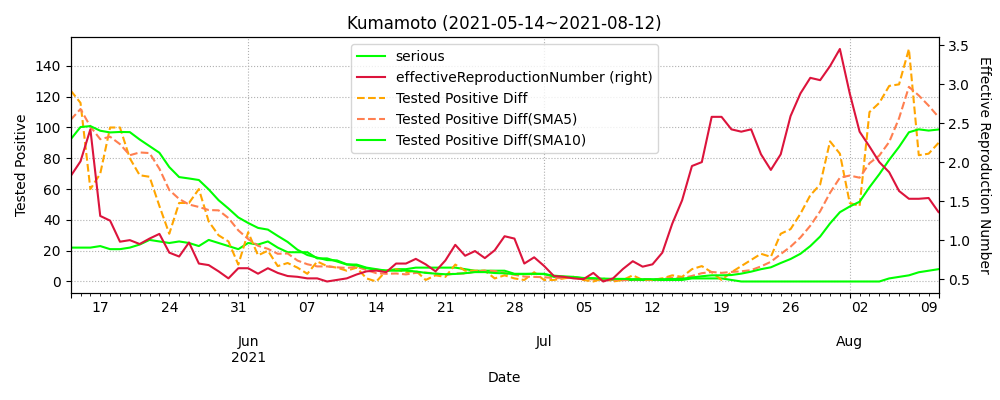 Kumamoto (2021-05-14~2021-08-12)
serious
effectiveReproductionNumber (right)
Tested Positive Diff
Tested Positive Diff(SMA5)
Tested Positive Diff(SMA10)
Tested Positive
140
120
100
80
60
40
20
0
3.5
3.0
2.5
2.0
1.5
1.0
0.5
Effective Reproduction Number
17 24 31 07 14 21 28 05 12 19 26 02 09
Jun Jul Aug
2021
Date